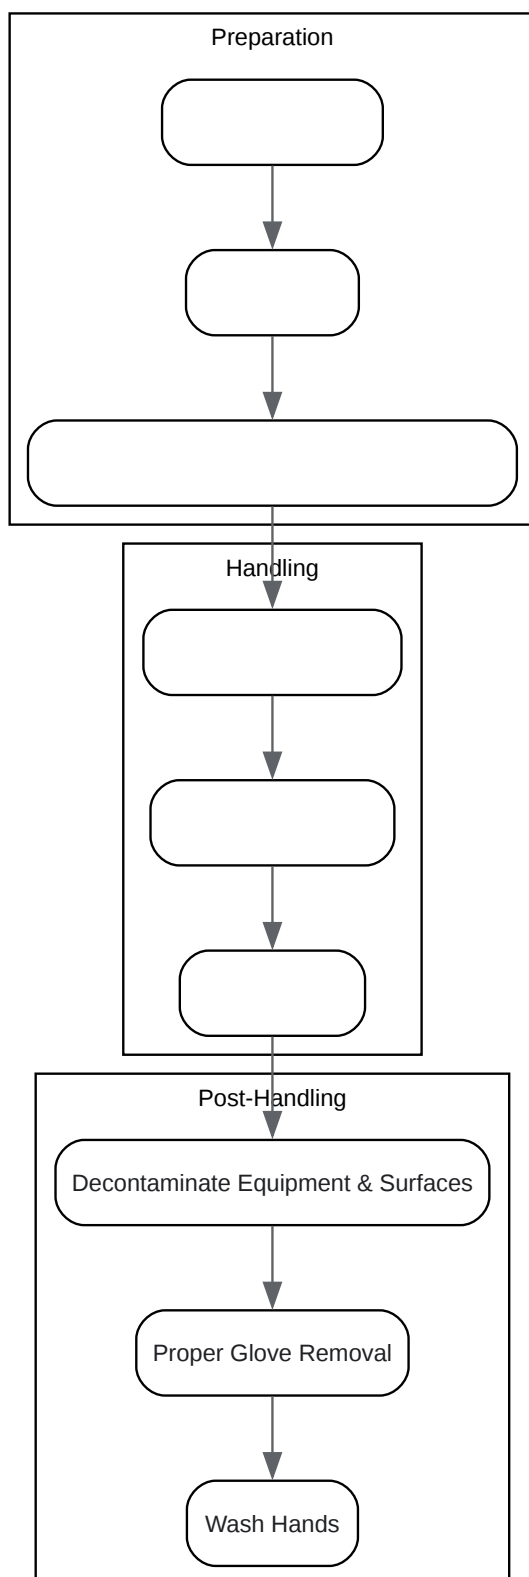 Preparation
Handling
Post-Handling
Decontaminate Equipment & Surfaces
Proper Glove Removal
Wash Hands